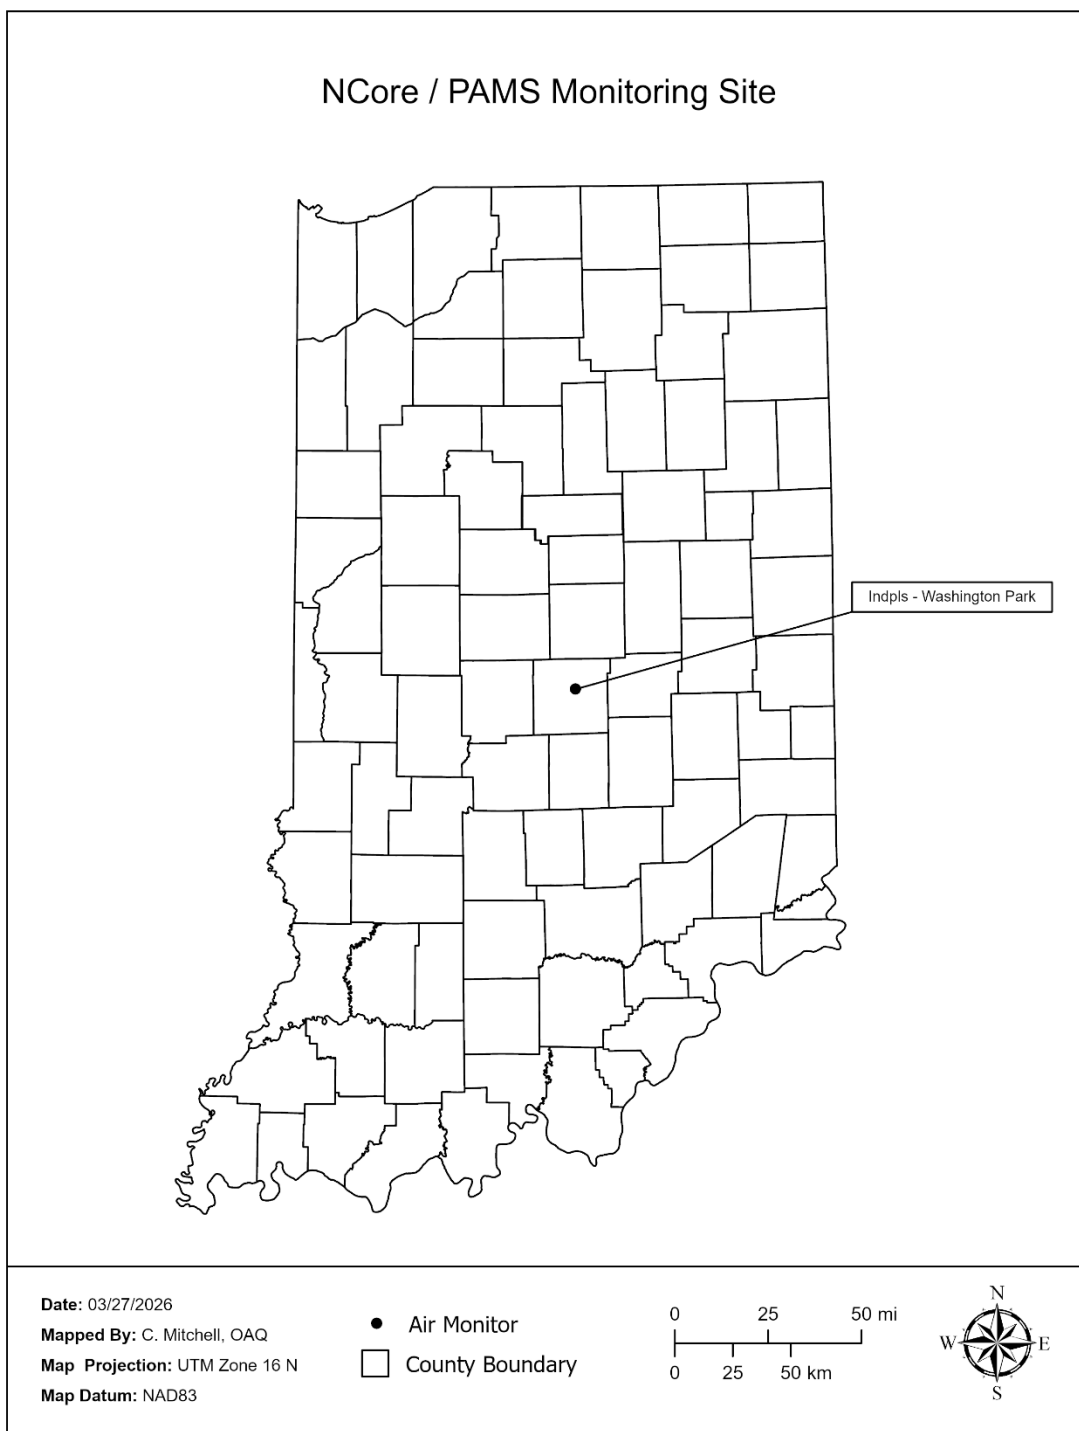 NCore / PAMS Monitoring Site
Indpls - Washington Park
Date: 03/27/2026
Mapped By: C. Mitchell, OAQ
Map Projection: UTM Zone 16 N
Map Datum: NAD83
Air Monitor
County Boundary
0 25 50 mi
0 25 50 km
N
W E
S